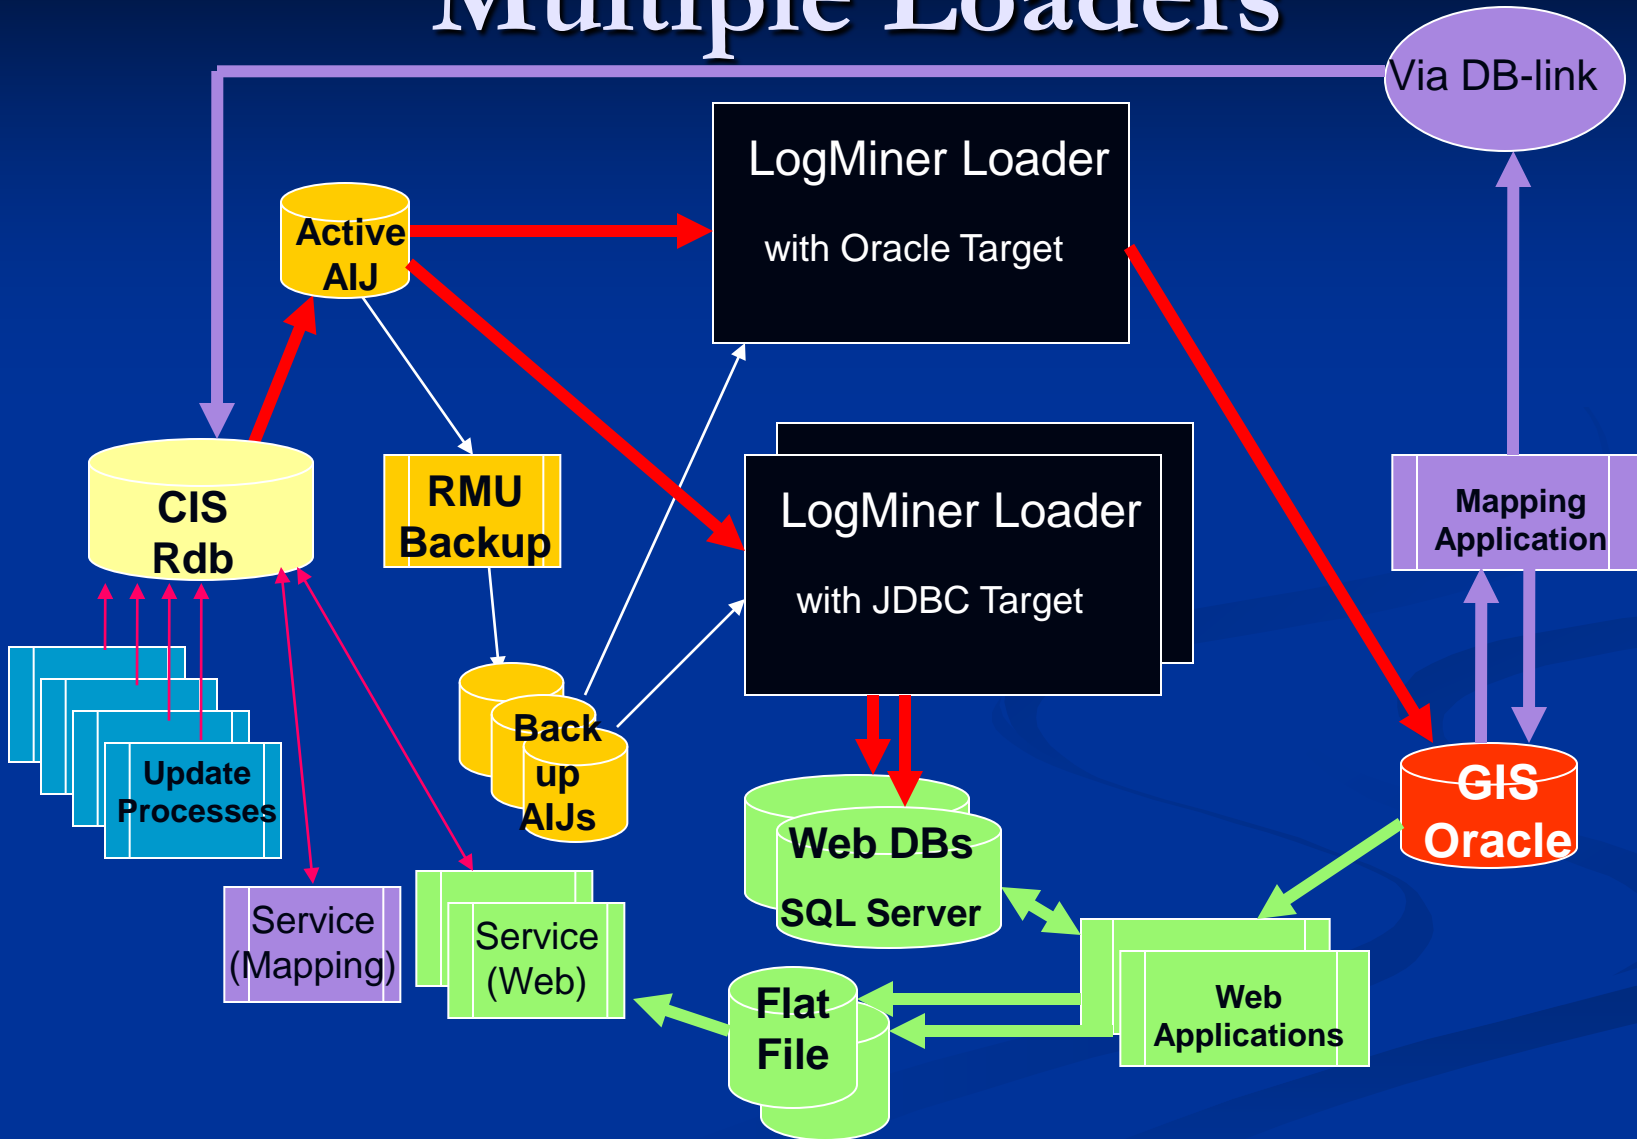 Multiple Loaders
Via DB-link
LogMiner Loader
with Oracle Target
Active
AIJ
CIS
Rdb
RMU
Backup
LogMiner Loader
with JDBC Target
Mapping
Application
Update
Processes
Back
up
AIJs
Web DBs
SQL Server
GIS
Oracle
Service
(Mapping)
Service
(Web)
Flat
File
Web
Applications